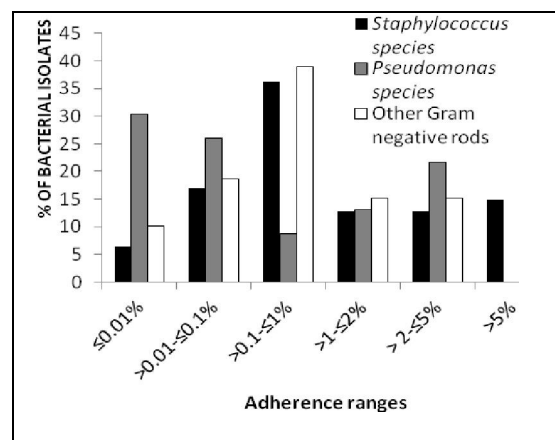 Staphylococcus
species
Pseudomonas
species
Other Gram
negative rods
% OF BACTERIAL ISOLATES
45
40
35
30
25
20
15
10
5
0
≤0.01%
>0.01-≤0.1%
>0.1-≤1%
>1-≤2%
> 2-≤5%
>5%
Adherence ranges